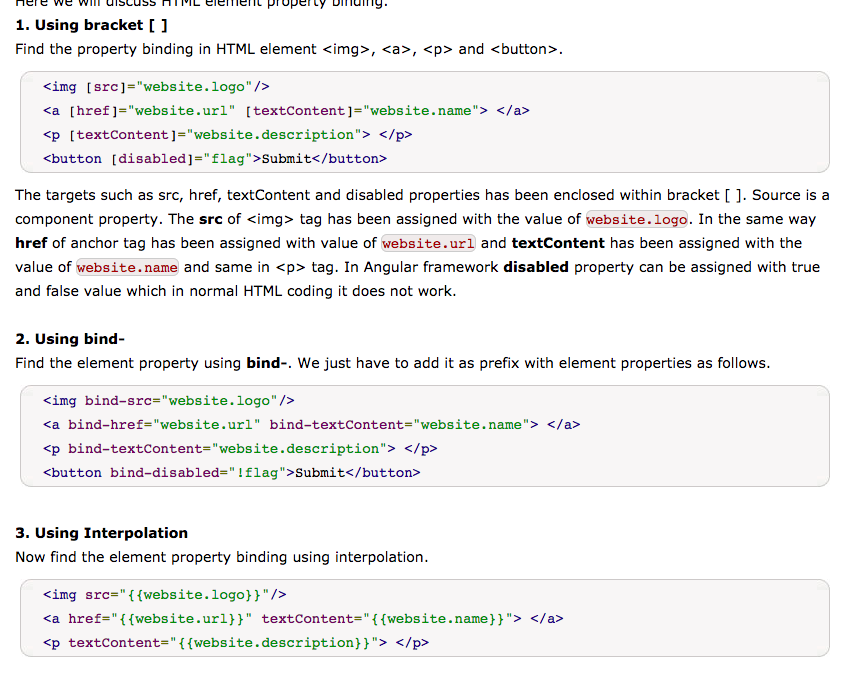 Here we will discuss HTML element property binding.
1. Using bracket [ ]
Find the property binding in HTML element <img>, <a>, <p> and <button>.
<img [src]="website.logo"/>
<a [href]="website.url" [textContent]="website.name"> </a>
<p [textContent]="website.description"> </p>
<button [disabled]="flag">Submit</button>
The targets such as src, href, textContent and disabled properties has been enclosed within bracket [ ]. Source is a
component property. The src of <img> tag has been assigned with the value of website.logo. In the same way
href of anchor tag has been assigned with value of website.url and textContent has been assigned with the
value of website.name and same in <p> tag. In Angular framework disabled property can be assigned with true
and false value which in normal HTML coding it does not work.
2. Using bind-
Find the element property using bind-. We just have to add it as prefix with element properties as follows.
<img bind-src="website.logo"/>
<a bind-href="website.url" bind-textContent="website.name"> </a>
<p bind-textContent="website.description"> </p>
<button bind-disabled="!flag">Submit</button>
3. Using Interpolation
Now find the element property binding using interpolation.
<img src="{{website.logo}}"/>
<a href="{{website.url}}" textContent="{{website.name}}"> </a>
<p textContent="{{website.description}}"> </p>